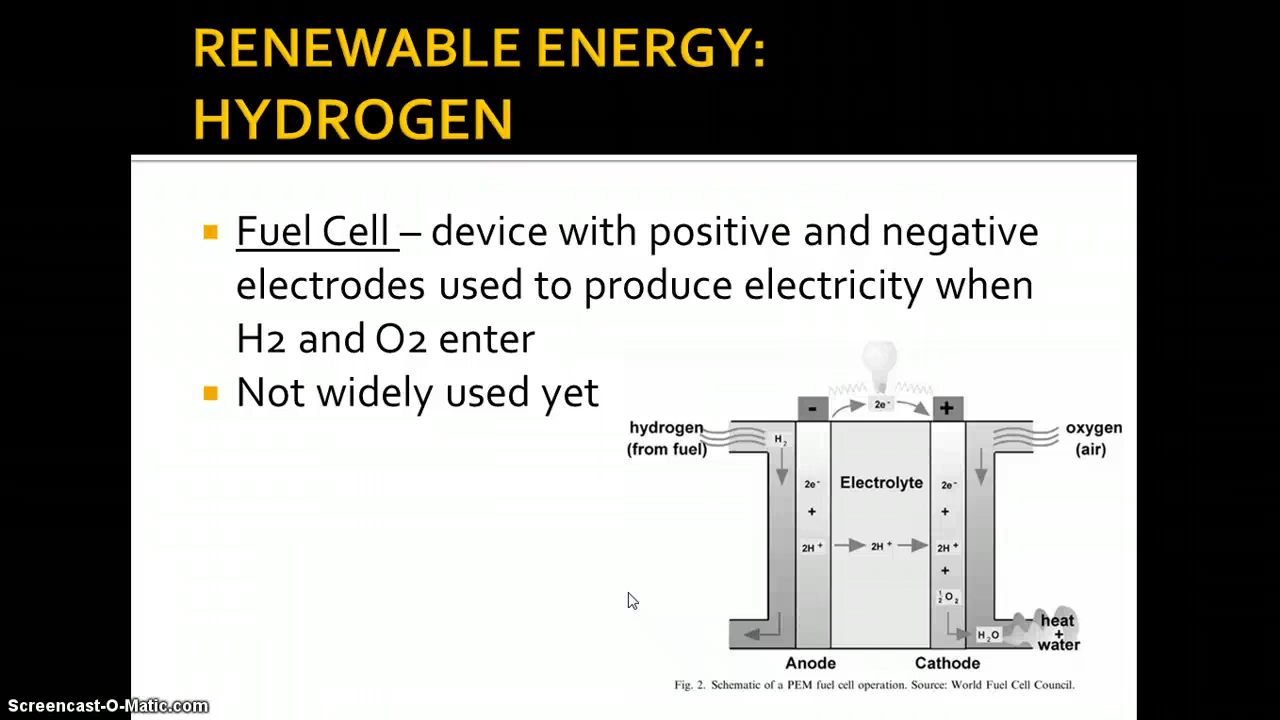 RENEWABLE ENERGY:
HYDROGEN
Fuel Cell – device with positive and negative
electrodes used to produce electricity when
H2 and O2 enter
Not widely used yet
- 2e- +
hydrogen
(from fuel)
H2
oxygen
(air)
2e- Electrolyte 2e-
+ +
2H+ 2H+ 2H+
+
½O2
H2O
heat
+
water
Anode Cathode
Fig. 2. Schematic of a PEM fuel cell operation. Source: World Fuel Cell Council.
Screencast-O-Matic.com